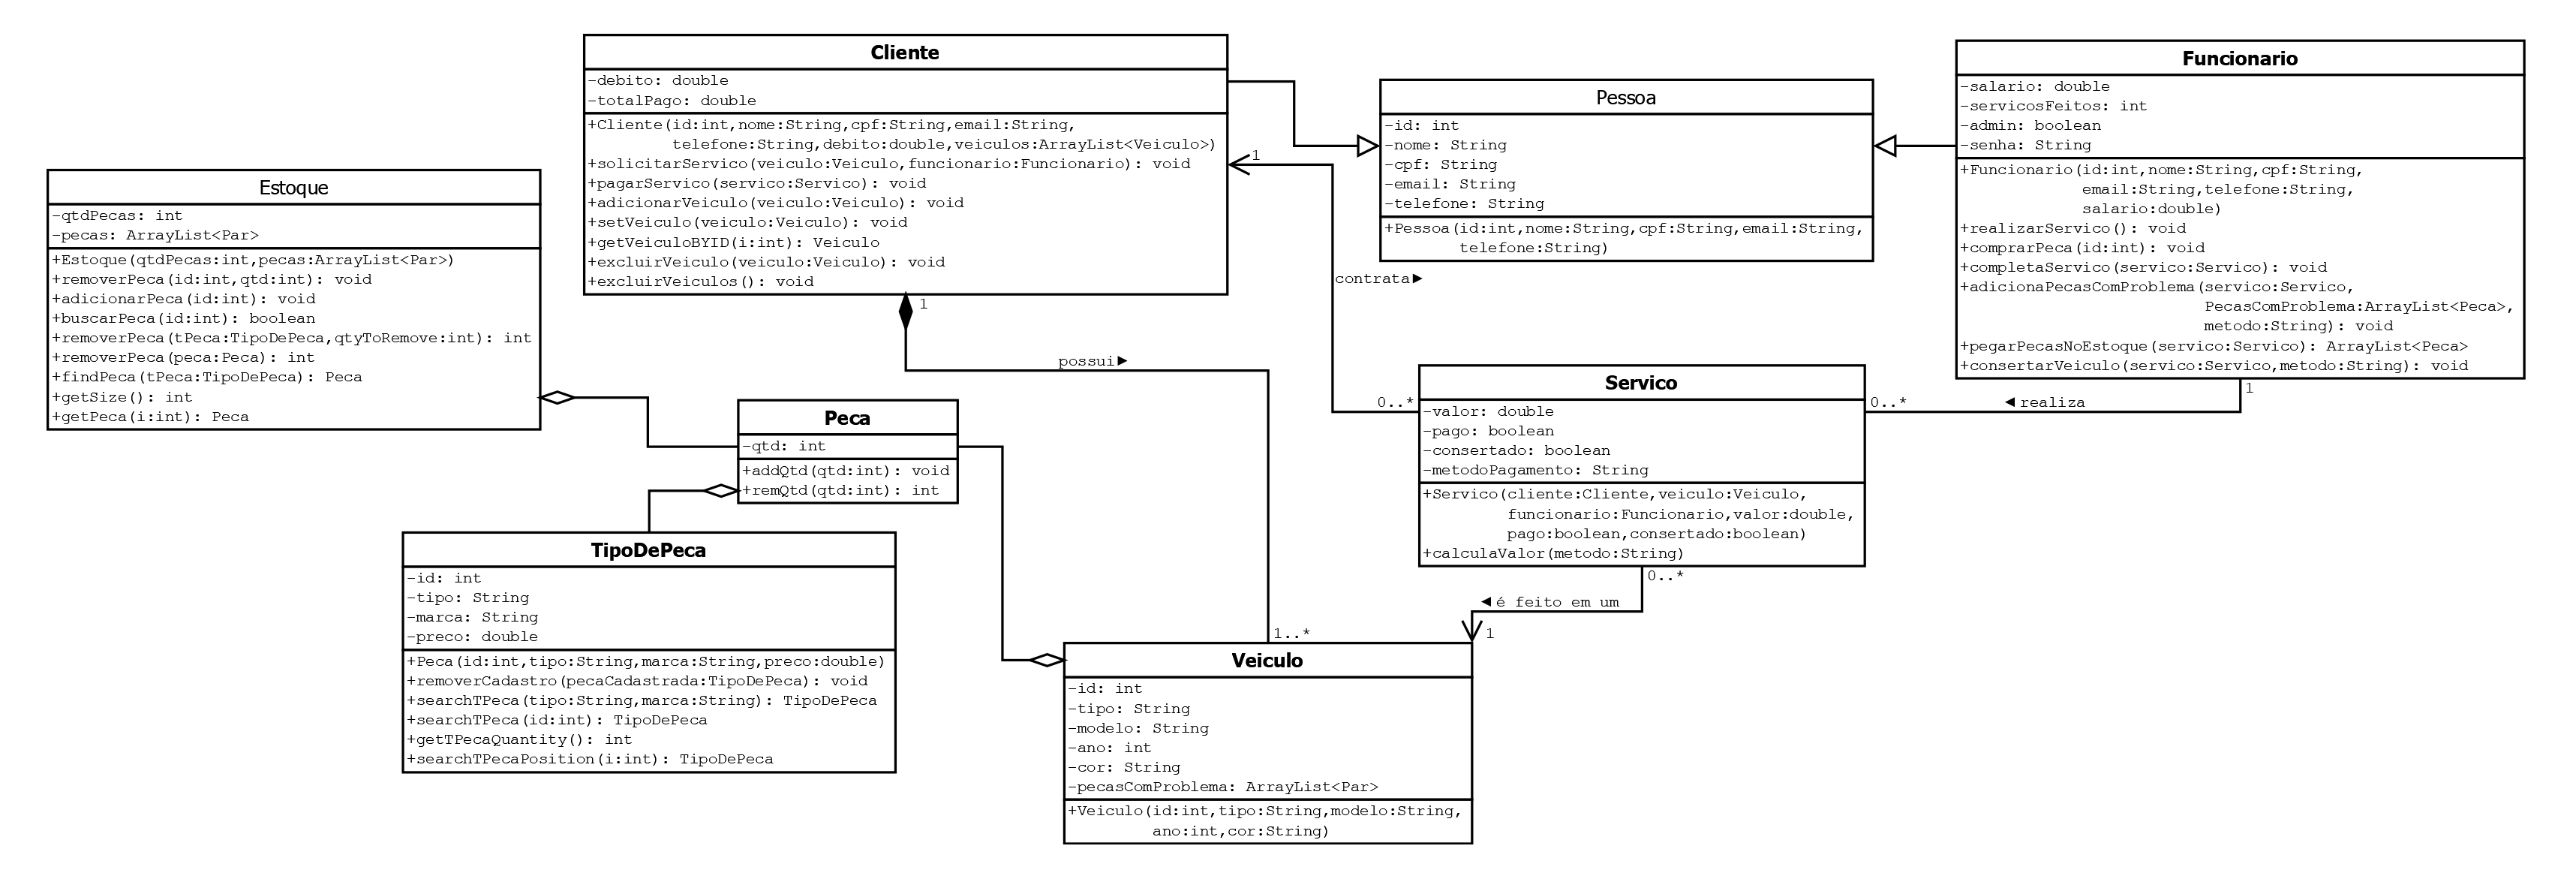 Cliente
-debito: double
-totalPago: double
+Cliente(id:int,nome:String,cpf:String,email:String,
telefone:String,debito:double,veiculos:ArrayList<Veiculo>)
+solicitarServico(veiculo:Veiculo,funcionario:Funcionario): void
+pagarServico(servico:Servico): void
+adicionarVeiculo(veiculo:Veiculo): void
+setVeiculo(veiculo:Veiculo): void
+getVeiculoBYID(i:int): Veiculo
+excluirVeiculo(veiculo:Veiculo): void
+excluirVeiculos(): void
Pessoa
-id: int
-nome: String
-cpf: String
-email: String
-telefone: String
+Pessoa(id:int,nome:String,cpf:String,email:String,
telefone:String)
Funcionario
-salario: double
-servicosFeitos: int
-admin: boolean
-senha: String
+Funcionario(id:int,nome:String,cpf:String,
email:String,telefone:String,
salario:double)
+realizarServico(): void
+comprarPeca(id:int): void
+completaServico(servico:Servico): void
+adicionaPecasComProblema(servico:Servico,
PecasComProblema:ArrayList<Peca>,
metodo:String): void
+pegarPecasNoEstoque(servico:Servico): ArrayList<Peca>
+consertarVeiculo(servico:Servico,metodo:String): void
Estoque
-qtdPecas: int
-pecas: ArrayList<Par>
+Estoque(qtdPecas:int,pecas:ArrayList<Par>)
+removerPeca(id:int,qtd:int): void
+adicionarPeca(id:int): void
+buscarPeca(id:int): boolean
+removerPeca(tPeca:TipoDePeca,qtyToRemove:int): int
+removerPeca(peca:Peca): int
+findPeca(tPeca:TipoDePeca): Peca
+getSize(): int
+getPeca(i:int): Peca
1
contrata►
0..*
1
possui►
1..*
1
◄ realiza
0..*
Peca
-qtd: int
+addQtd(qtd:int): void
+remQtd(qtd:int): int
Servico
-valor: double
-pago: boolean
-consertado: boolean
-metodoPagamento: String
+Servico(cliente:Cliente,veiculo:Veiculo,
funcionario:Funcionario,valor:double,
pago:boolean,consertado:boolean)
+calculaValor(metodo:String)
0..*
◄ é feito em um
1
TipoDePeca
-id: int
-tipo: String
-marca: String
-preco: double
+Peca(id:int,tipo:String,marca:String,preco:double)
+removerCadastro(pecaCadastrada:TipoDePeca): void
+searchTPeca(tipo:String,marca:String): TipoDePeca
+searchTPeca(id:int): TipoDePeca
+getTPecaQuantity(): int
+searchTPecaPosition(i:int): TipoDePeca
Veiculo
-id: int
-tipo: String
-modelo: String
-ano: int
-cor: String
-pecasComProblema: ArrayList<Par>
+Veiculo(id:int,tipo:String,modelo:String,
ano:int,cor:String)